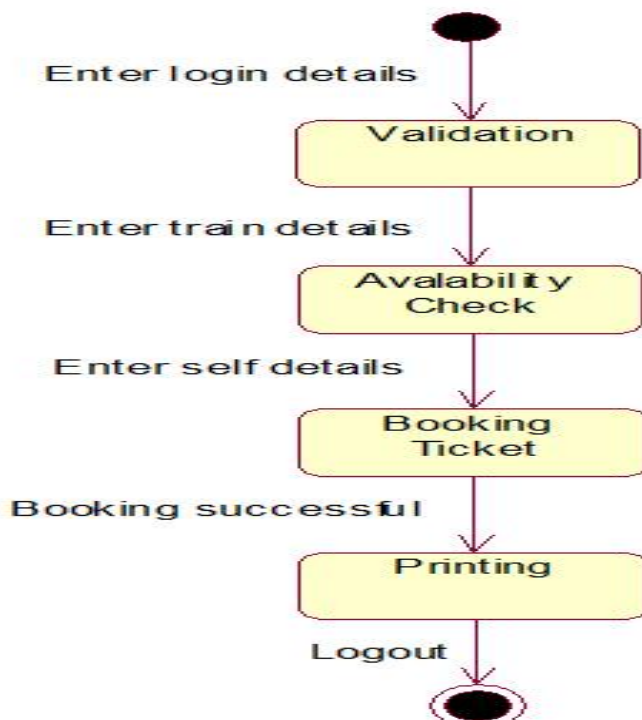 Enter login details
Validation
Enter train details
Avalability
Check
Enter self details
Booking
Ticket
Booking successful
Printing
Logout